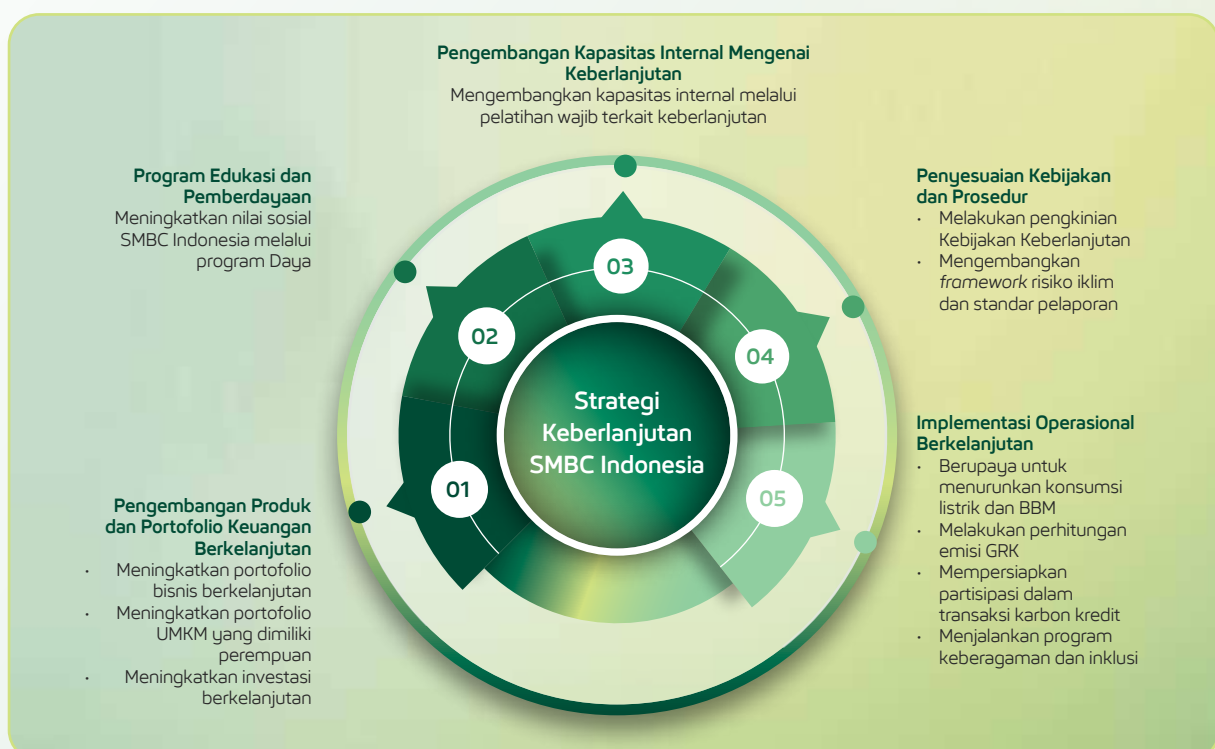 Pengembangan Kapasitas Internal Mengenai
Keberlanjutan
Mengembangkan kapasitas internal melalui
pelatihan wajib terkait keberlanjutan
Program Edukasi dan
Pemberdayaan
Meningkatkan nilai sosial
SMBC Indonesia melalui
program Daya
Penyesuaian Kebijakan
dan Prosedur
• Melakukan pengkinian
Kebijakan Keberlanjutan
• Mengembangkan
framework risiko iklim
dan standar pelaporan
03
02
04
Strategi
Keberlanjutan
SMBC Indonesia
01
05
Pengembangan Produk
dan Portofolio Keuangan
Berkelanjutan
• Meningkatkan portofolio
bisnis berkelanjutan
• Meningkatkan portofolio
UMKM yang dimiliki
perempuan
• Meningkatkan investasi
berkelanjutan
Implementasi Operasional
Berkelanjutan
• Berupaya untuk
menurunkan konsumsi
listrik dan BBM
• Melakukan perhitungan
emisi GRK
• Mempersiapkan
partisipasi dalam
transaksi karbon kredit
• Menjalankan program
keberagaman dan inklusi